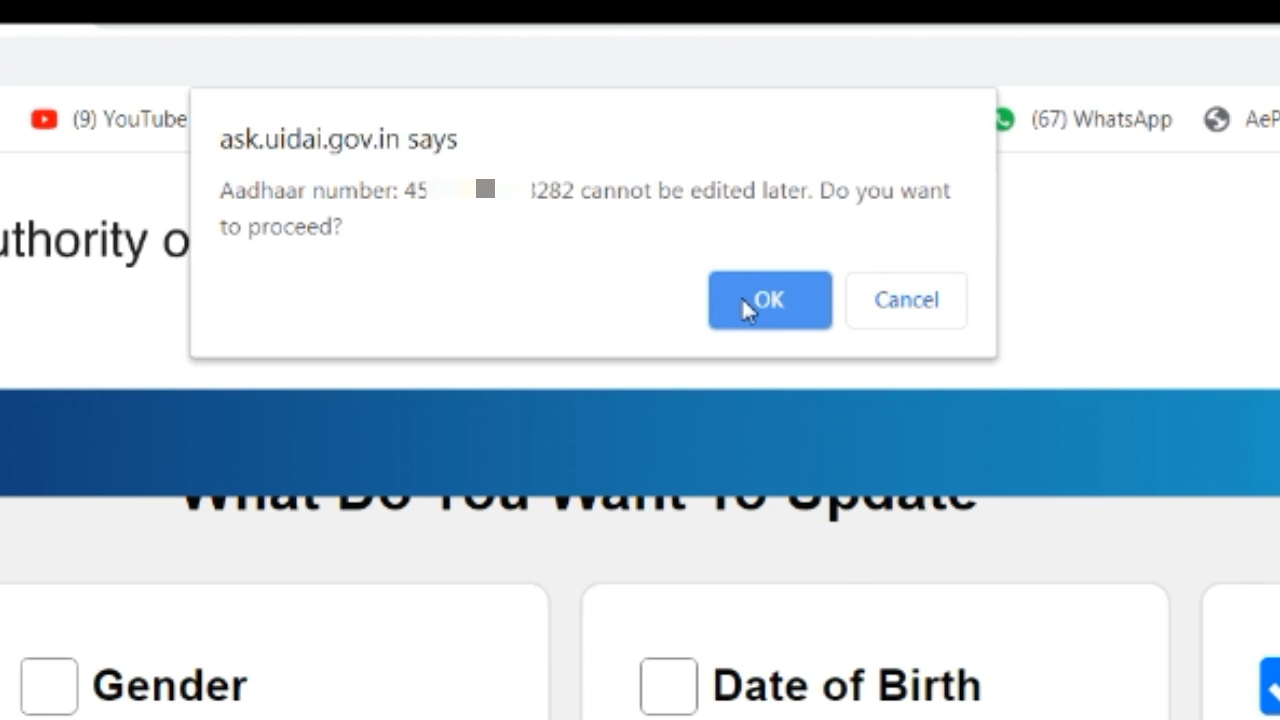 (9) YouTube
(67) WhatsApp
AeP
ask.uidai.gov.in says
Aadhaar number: 45 3282 cannot be edited later. Do you want
to proceed?
uthority o
OK
Cancel
What Do You Want To Update
Gender
Date of Birth